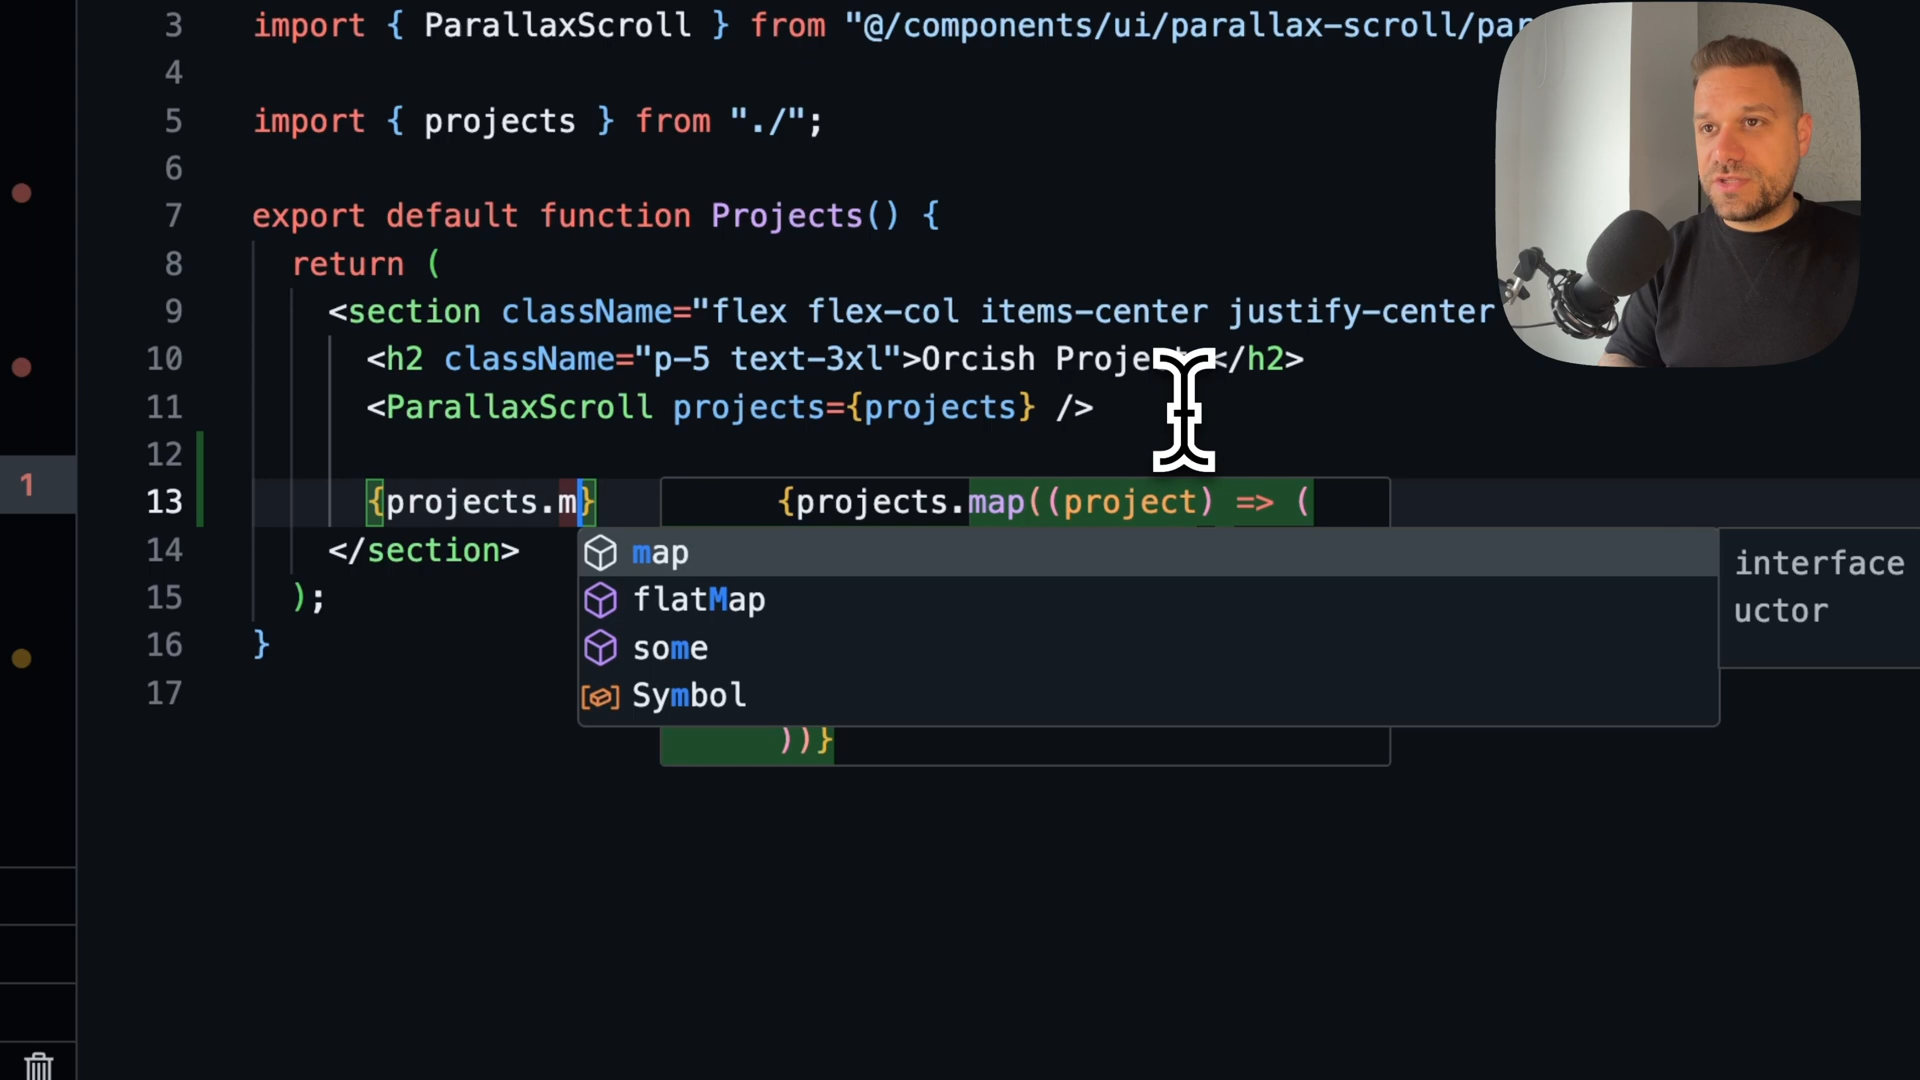 3 import { ParallaxScroll } from "@/components/ui/parallax-scroll/par
4
5 import { projects } from "./";
6
7 export default function Projects() {
8 return (
9 <section className="flex flex-col items-center justify-center
10 <h2 className="p-5 text-3xl">Orcish Project</h2>
11 <ParallaxScroll projects={projects} />
12
1
13 {projects.m} {projects.map((project) => (
14 </section>
map
interface
flatMap
15 );
uctor
16 }
some
17
Symbol
))}